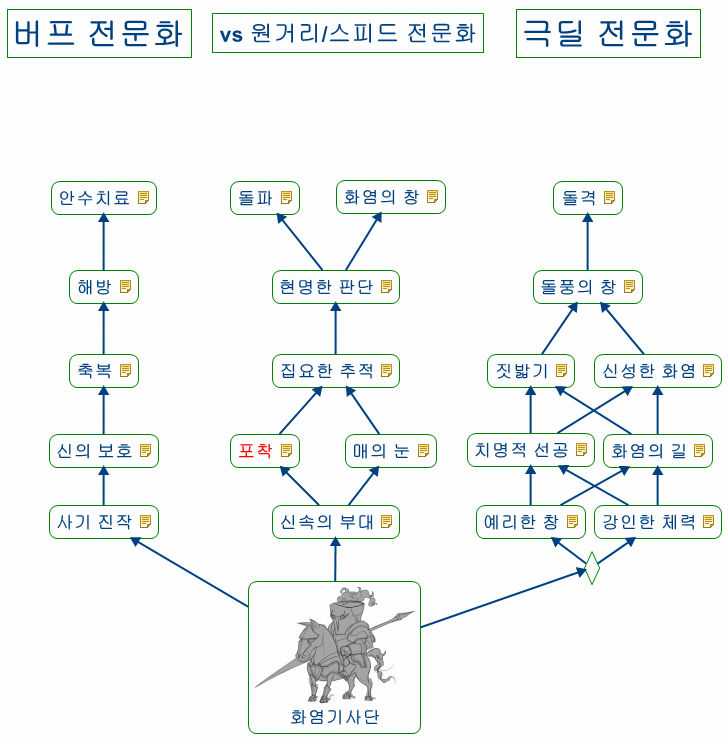 버프 전문화
vs 원거리/스피드 전문화
극딜 전문화
안수치료
돌파
화염의 창
돌격
해방
현명한 판단
돌풍의 창
축복
집요한 추적
짓밟기
신성한 화염
신의 보호
포착
매의 눈
치명적 선공
화염의 길
사기 진작
신속의 부대
예리한 창
강인한 체력
화염기사단